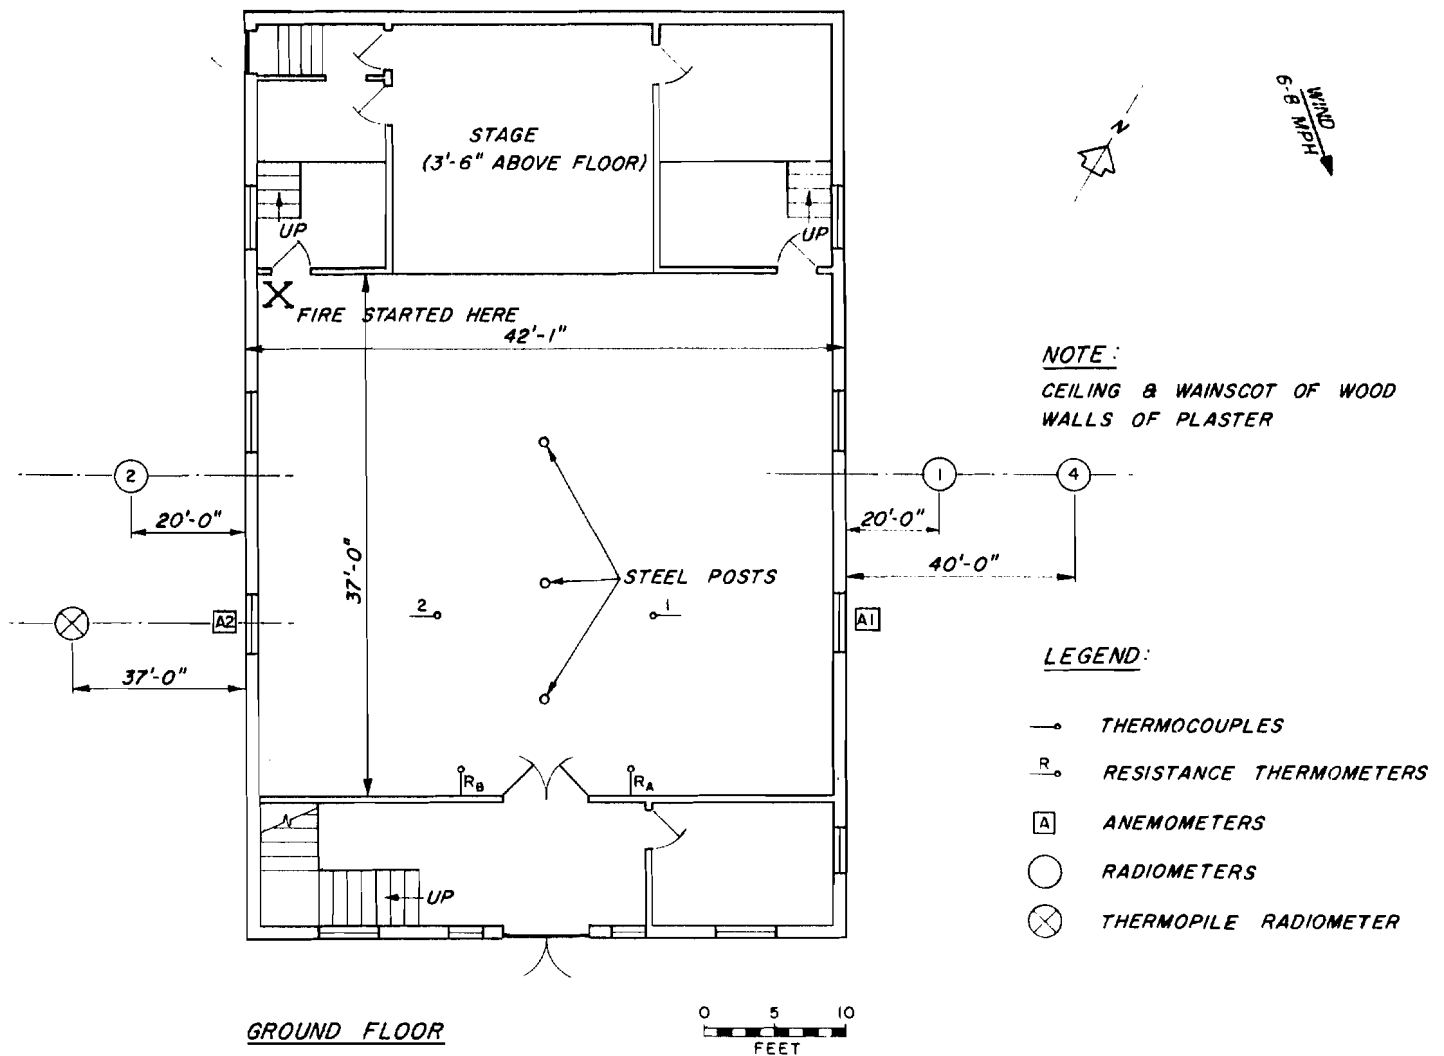 STAGE
(3'-6" ABOVE FLOOR)
N
WIND
6-8 MPH
UP
UP
X
FIRE STARTED HERE
42'-1"
NOTE:
CEILING & WAINSCOT OF WOOD
WALLS OF PLASTER
2
1
4
20'-0"
20'-0"
40'-0"
37'-0"
STEEL POSTS
2
1
A2
A1
37'-0"
LEGEND:
THERMOCOUPLES
R
RESISTANCE THERMOMETERS
A
ANEMOMETERS
RADIOMETERS
THERMOPILE RADIOMETER
RB
RA
UP
GROUND FLOOR
0 5 10
FEET